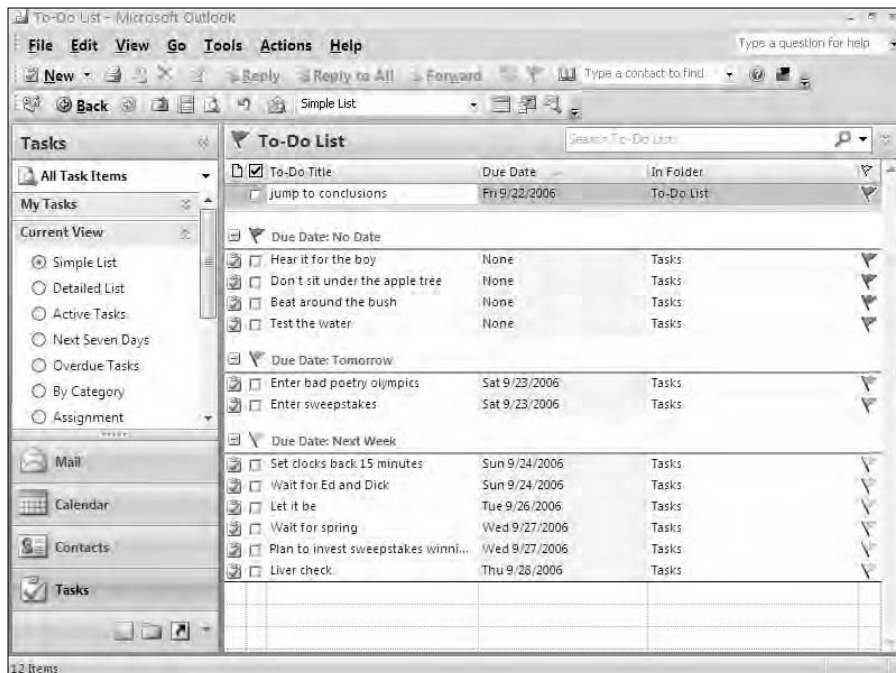 To-Do List - Microsoft Outlook
File Edit View Go Tools Actions Help
Type a question for help
New Reply Reply to All Forward Type a contact to find
Back Simple List
Tasks
To-Do List
Search To-Do List
All Task Items
My Tasks
Current View
Simple List
Detailed List
Active Tasks
Next Seven Days
Overdue Tasks
By Category
Assignment
Mail
Calendar
Contacts
Tasks
To-Do Title Due Date In Folder
jump to conclusions Fri 9/22/2006 To-Do List
Due Date: No Date
Hear it for the boy None Tasks
Don't sit under the apple tree None Tasks
Beat around the bush None Tasks
Test the water None Tasks
Due Date: Tomorrow
Enter bad poetry olympics Sat 9/23/2006 Tasks
Enter sweepstakes Sat 9/23/2006 Tasks
Due Date: Next Week
Set clocks back 15 minutes Sun 9/24/2006 Tasks
Wait for Ed and Dick Sun 9/24/2006 Tasks
Let it be Tue 9/26/2006 Tasks
Wait for spring Wed 9/27/2006 Tasks
Plan to invest sweepstakes winni... Wed 9/27/2006 Tasks
Liver check Thu 9/28/2006 Tasks
12 Items